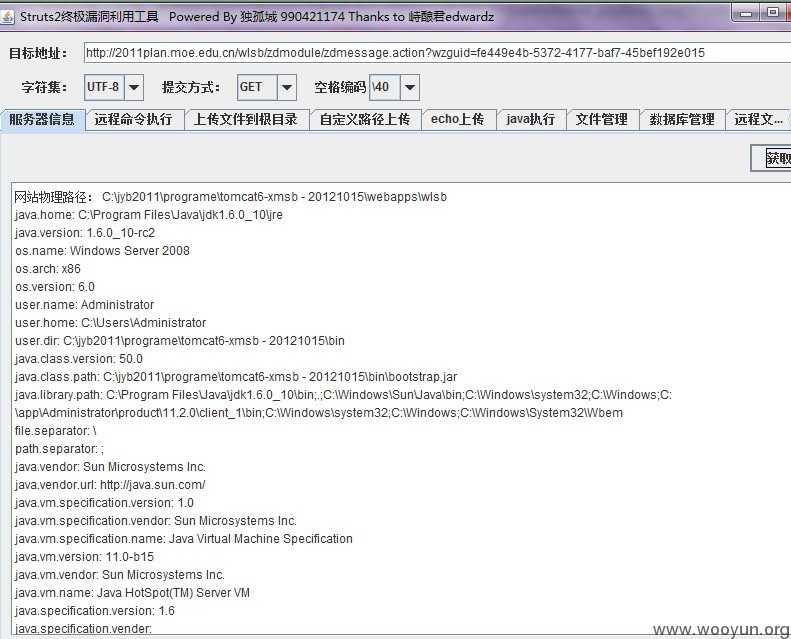 Struts2终极漏洞利用工具 Powered By 独孤城 990421174 Thanks to 峙酿君edwardz
目标地址: http://2011plan.moe.edu.cn/wlsb/zdmodule/zdmessage.action?wzguid=fe449e4b-5372-4177-baf7-45bef192e015
字符集: UTF-8 提交方式: GET 空格编码 \40
服务器信息 远程命令执行 上传文件到根目录 自定义路径上传 echo上传 java执行 文件管理 数据库管理 远程文...
获取
网站物理路径: C:\jyb2011\programe\tomcat6-xmsb - 20121015\webapps\wlsb
java.home: C:\Program Files\Java\jdk1.6.0_10\jre
java.version: 1.6.0_10-rc2
os.name: Windows Server 2008
os.arch: x86
os.version: 6.0
user.name: Administrator
user.home: C:\Users\Administrator
user.dir: C:\jyb2011\programe\tomcat6-xmsb - 20121015\bin
java.class.version: 50.0
java.class.path: C:\jyb2011\programe\tomcat6-xmsb - 20121015\bin\bootstrap.jar
java.library.path: C:\Program Files\Java\jdk1.6.0_10\bin;.;C:\Windows\Sun\Java\bin;C:\Windows\system32;C:\Windows;C:
\app\Administrator\product\11.2.0\client_1\bin;C:\Windows\system32;C:\Windows;C:\Windows\System32\Wbem
file.separator: \
path.separator: ;
java.vendor: Sun Microsystems Inc.
java.vendor.url: http://java.sun.com/
java.vm.specification.version: 1.0
java.vm.specification.vendor: Sun Microsystems Inc.
java.vm.specification.name: Java Virtual Machine Specification
java.vm.version: 11.0-b15
java.vm.vendor: Sun Microsystems Inc.
java.vm.name: Java HotSpot(TM) Server VM
java.specification.version: 1.6
java.specification.vender:
www.wooyun.org